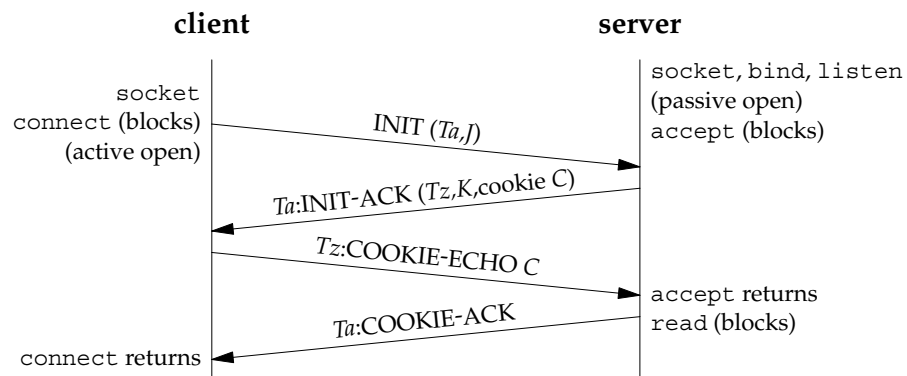 client
server
socket
connect (blocks)
(active open)
socket, bind, listen
(passive open)
accept (blocks)
INIT (Ta,J)
Ta:INIT-ACK (Tz,K,cookie C)
Tz:COOKIE-ECHO C
accept returns
read (blocks)
Ta:COOKIE-ACK
connect returns